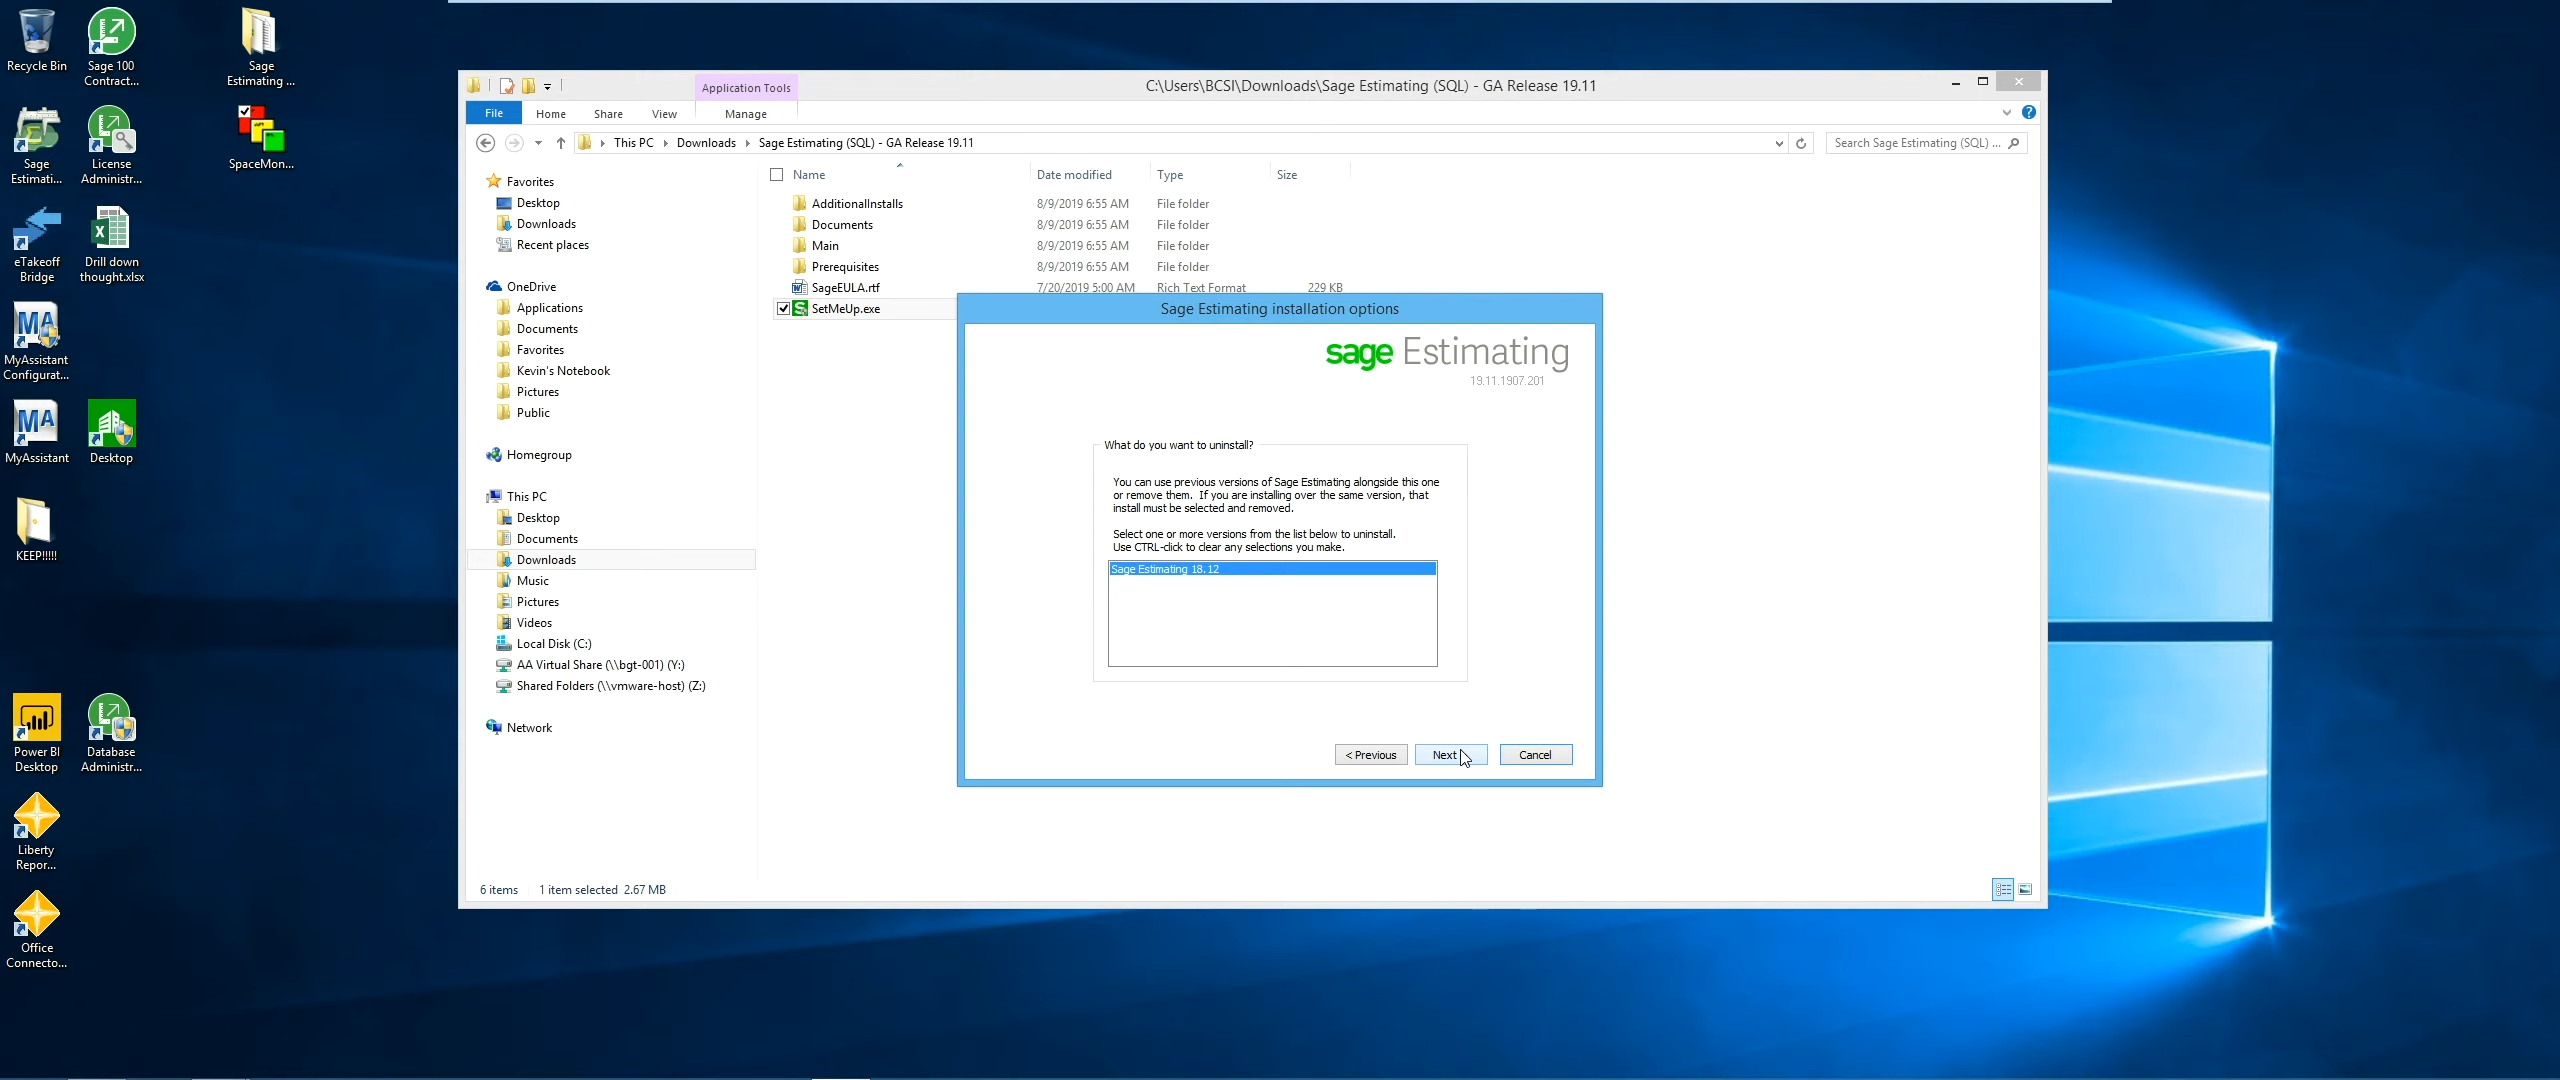 Recycle Bin
Sage 100
Contract...
Sage
Estimating ...
Sage
Estimati...
License
Administr...
SpaceMon...
eTakeoff
Bridge
Drill down
thought.xlsx
MyAssistant
Configurat...
MyAssistant
Desktop
KEEP!!!!!
Power BI
Desktop
Database
Administr...
Liberty
Repor...
Office
Connecto...
Application Tools
C:\Users\BCSI\Downloads\Sage Estimating (SQL) - GA Release 19.11
File
Home
Share
View
Manage
This PC
Downloads
Sage Estimating (SQL) - GA Release 19.11
Search Sage Estimating (SQL) ...
Favorites
Desktop
Downloads
Recent places
OneDrive
Applications
Documents
Favorites
Kevin's Notebook
Pictures
Public
Homegroup
This PC
Desktop
Documents
Downloads
Music
Pictures
Videos
Local Disk (C:)
AA Virtual Share (\\bgt-001) (Y:)
Shared Folders (\\vmware-host) (Z:)
Network
Name Date modified Type Size
AdditionalInstalls 8/9/2019 6:55 AM File folder
Documents 8/9/2019 6:55 AM File folder
Main 8/9/2019 6:55 AM File folder
Prerequisites 8/9/2019 6:55 AM File folder
SageEULA.rtf 7/20/2019 5:00 AM Rich Text Format 229 KB
SetMeUp.exe
Sage Estimating installation options
sage Estimating
19.11.1907.201
What do you want to uninstall?
You can use previous versions of Sage Estimating alongside this one
or remove them. If you are installing over the same version, that
install must be selected and removed.
Select one or more versions from the list below to uninstall.
Use CTRL-click to clear any selections you make.
Sage Estimating 18.12
< Previous
Next
Cancel
6 items
1 item selected 2.67 MB